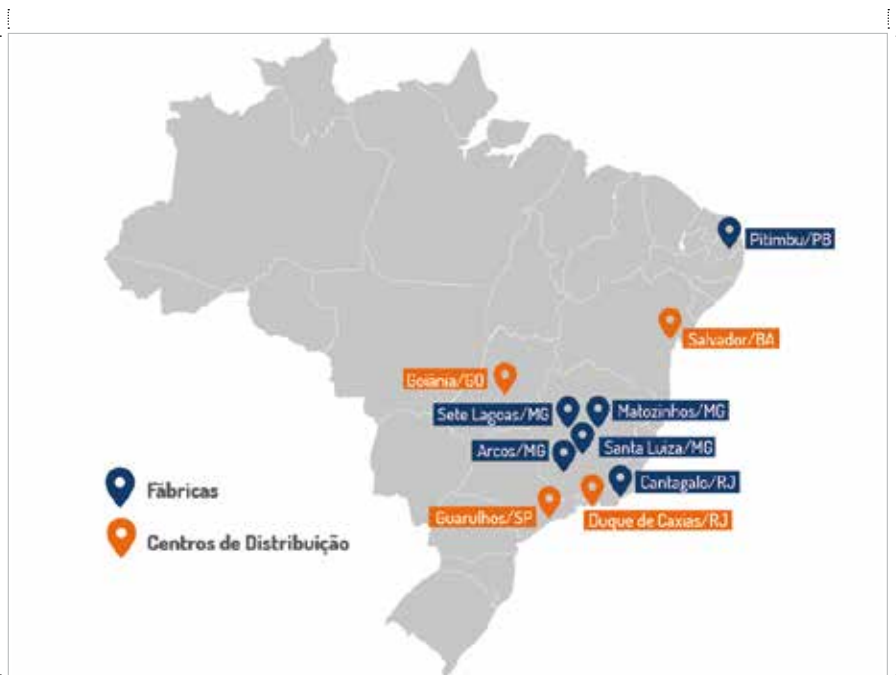 Pitimbu/PB
Salvador/BA
Goiânia/GO
Sete Lagoas/MG
Matozinhos/MG
Arcos/MG
Santa Luiza/MG
Cantagalo/RJ
Guarulhos/SP
Duque de Caxias/RJ
Fábricas
Centros de Distribuição